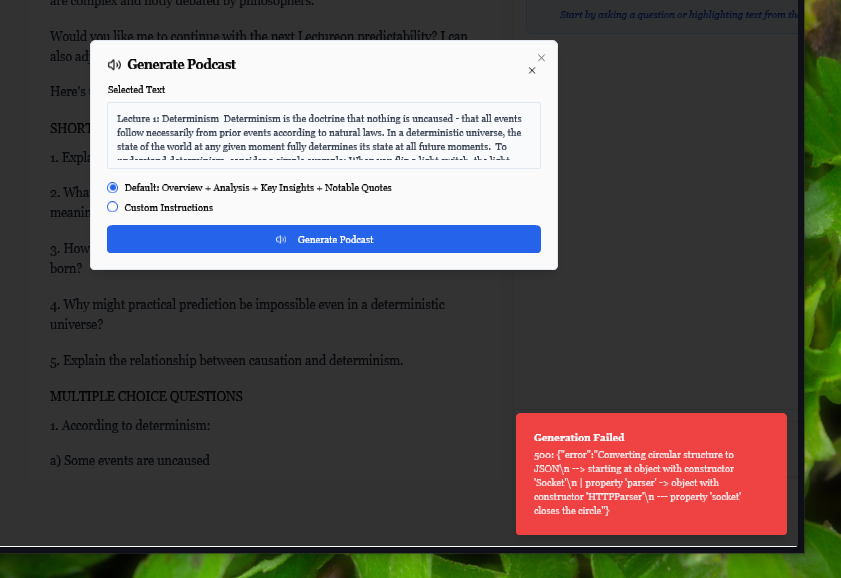 are complex and hotly debated by philosophers.
Start by asking a question or highlighting text from th
Would you like me to continue with the next Lectureon predictability? I can
also ad
Here's
SHORT
1. Expla
2. Wha
meanin
3. How
born?
4. Why might practical prediction be impossible even in a deterministic
universe?
5. Explain the relationship between causation and determinism.
MULTIPLE CHOICE QUESTIONS
1. According to determinism:
a) Some events are uncaused
Generate Podcast
Selected Text
Lecture 1: Determinism Determinism is the doctrine that nothing is uncaused - that all events
follow necessarily from prior events according to natural laws. In a deterministic universe, the
state of the world at any given moment fully determines its state at all future moments. To
understand determinism, consider a simple example: When you flip a light switch, the light
Default: Overview + Analysis + Key Insights + Notable Quotes
Custom Instructions
Generate Podcast
Generation Failed
500: {"error":"Converting circular structure to
JSON\n --> starting at object with constructor
'Socket'\n | property 'parser' -> object with
constructor 'HTTPParser'\n --- property 'socket'
closes the circle"}